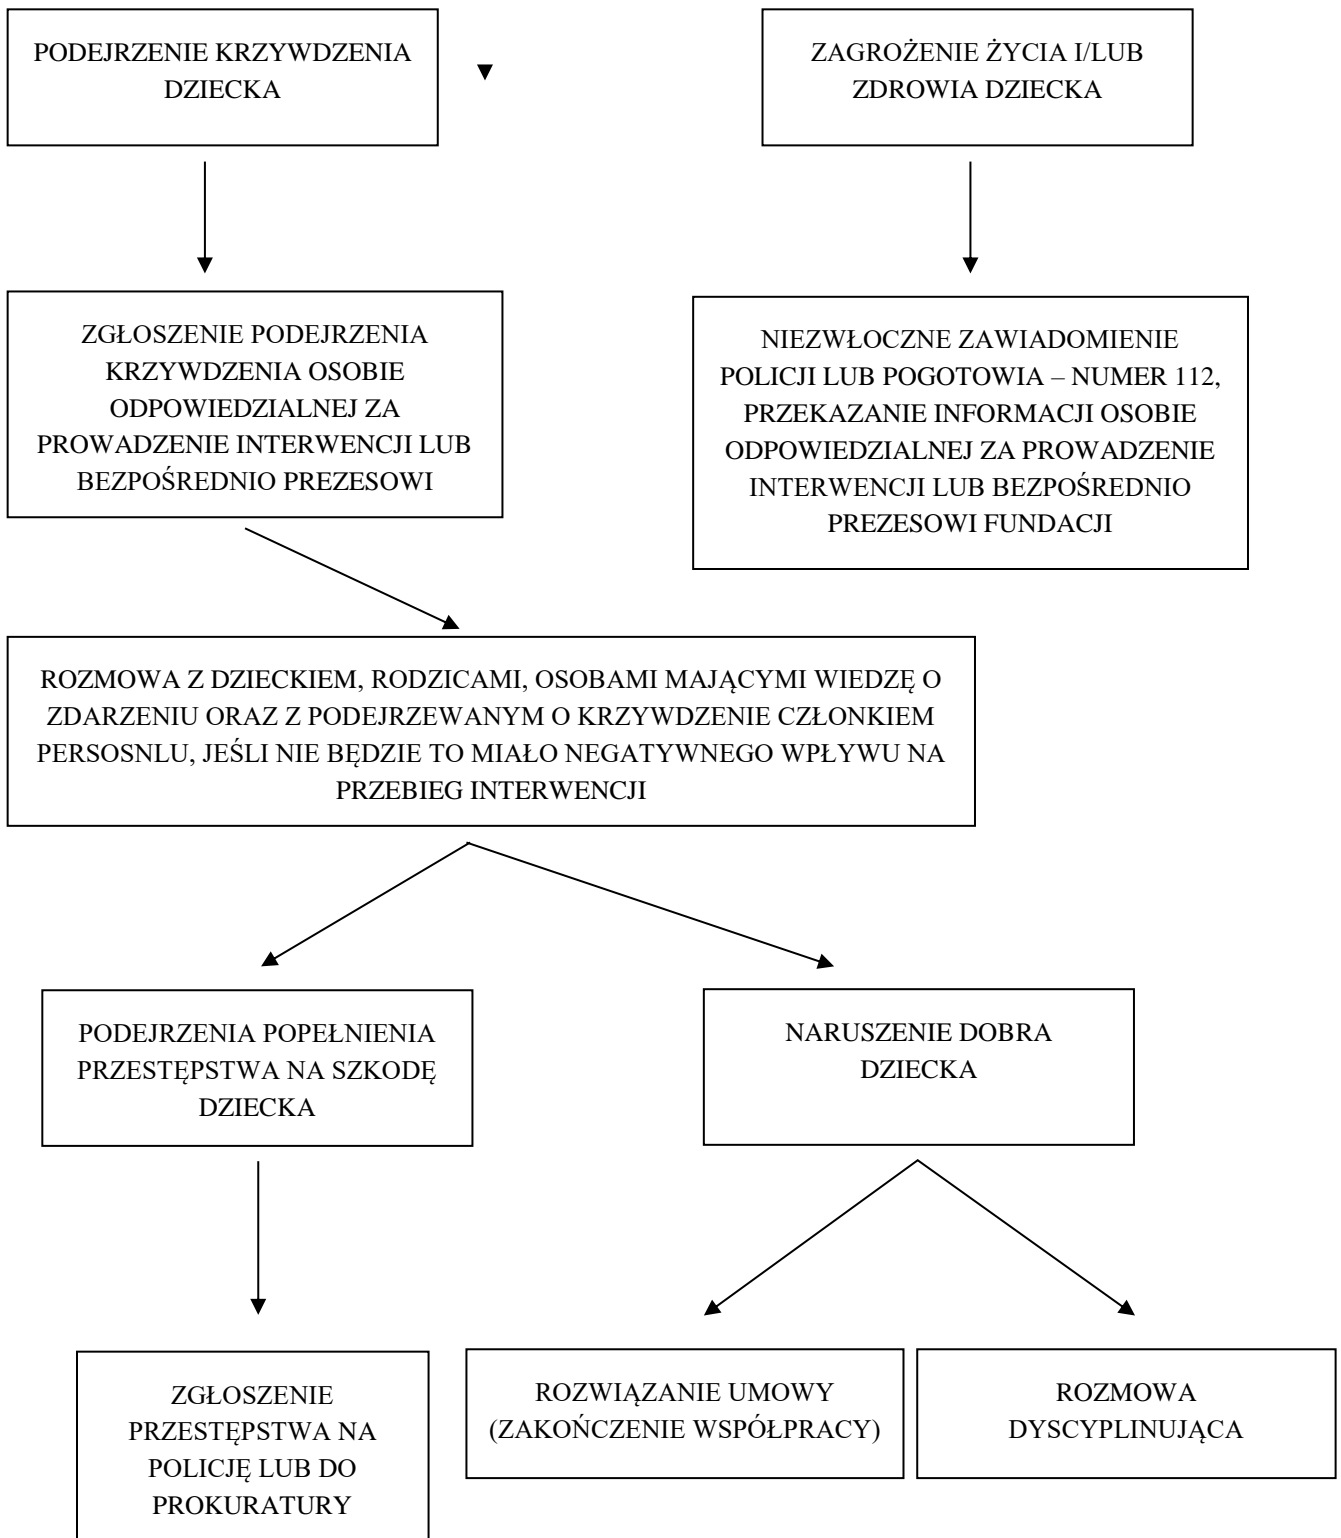 PODEJRZENIE KRZYWDZENIA
DZIECKA
ZAGROŻENIE ŻYCIA I/LUB
ZDROWIA DZIECKA
ZGŁOSZENIE PODEJRZENIA
KRZYWDZENIA OSOBIE
ODPOWIEDZIALNEJ ZA
PROWADZENIE INTERWENCJI LUB
BEZPOŚREDNIO PREZESOWI
NIEZWŁOCZNE ZAWIADOMIENIE
POLICJI LUB POGOTOWIA – NUMER 112,
PRZEKAZANIE INFORMACJI OSOBIE
ODPOWIEDZIALNEJ ZA PROWADZENIE
INTERWENCJI LUB BEZPOŚREDNIO
PREZESOWI FUNDACJI
ROZMOWA Z DZIECKIEM, RODZICAMI, OSOBAMI MAJĄCYMI WIEDZĘ O
ZDARZENIU ORAZ Z PODEJRZEWANYM O KRZYWDZENIE CZŁONKIEM
PERSOSNLU, JEŚLI NIE BĘDZIE TO MIAŁO NEGATYWNEGO WPŁYWU NA
PRZEBIEG INTERWENCJI
PODEJRZENIA POPEŁNIENIA
PRZESTĘPSTWA NA SZKODĘ
DZIECKA
NARUSZENIE DOBRA
DZIECKA
ZGŁOSZENIE
PRZESTĘPSTWA NA
POLICJĘ LUB DO
PROKURATURY
ROZWIĄZANIE UMOWY
(ZAKOŃCZENIE WSPÓŁPRACY)
ROZMOWA
DYSCYPLINUJĄCA